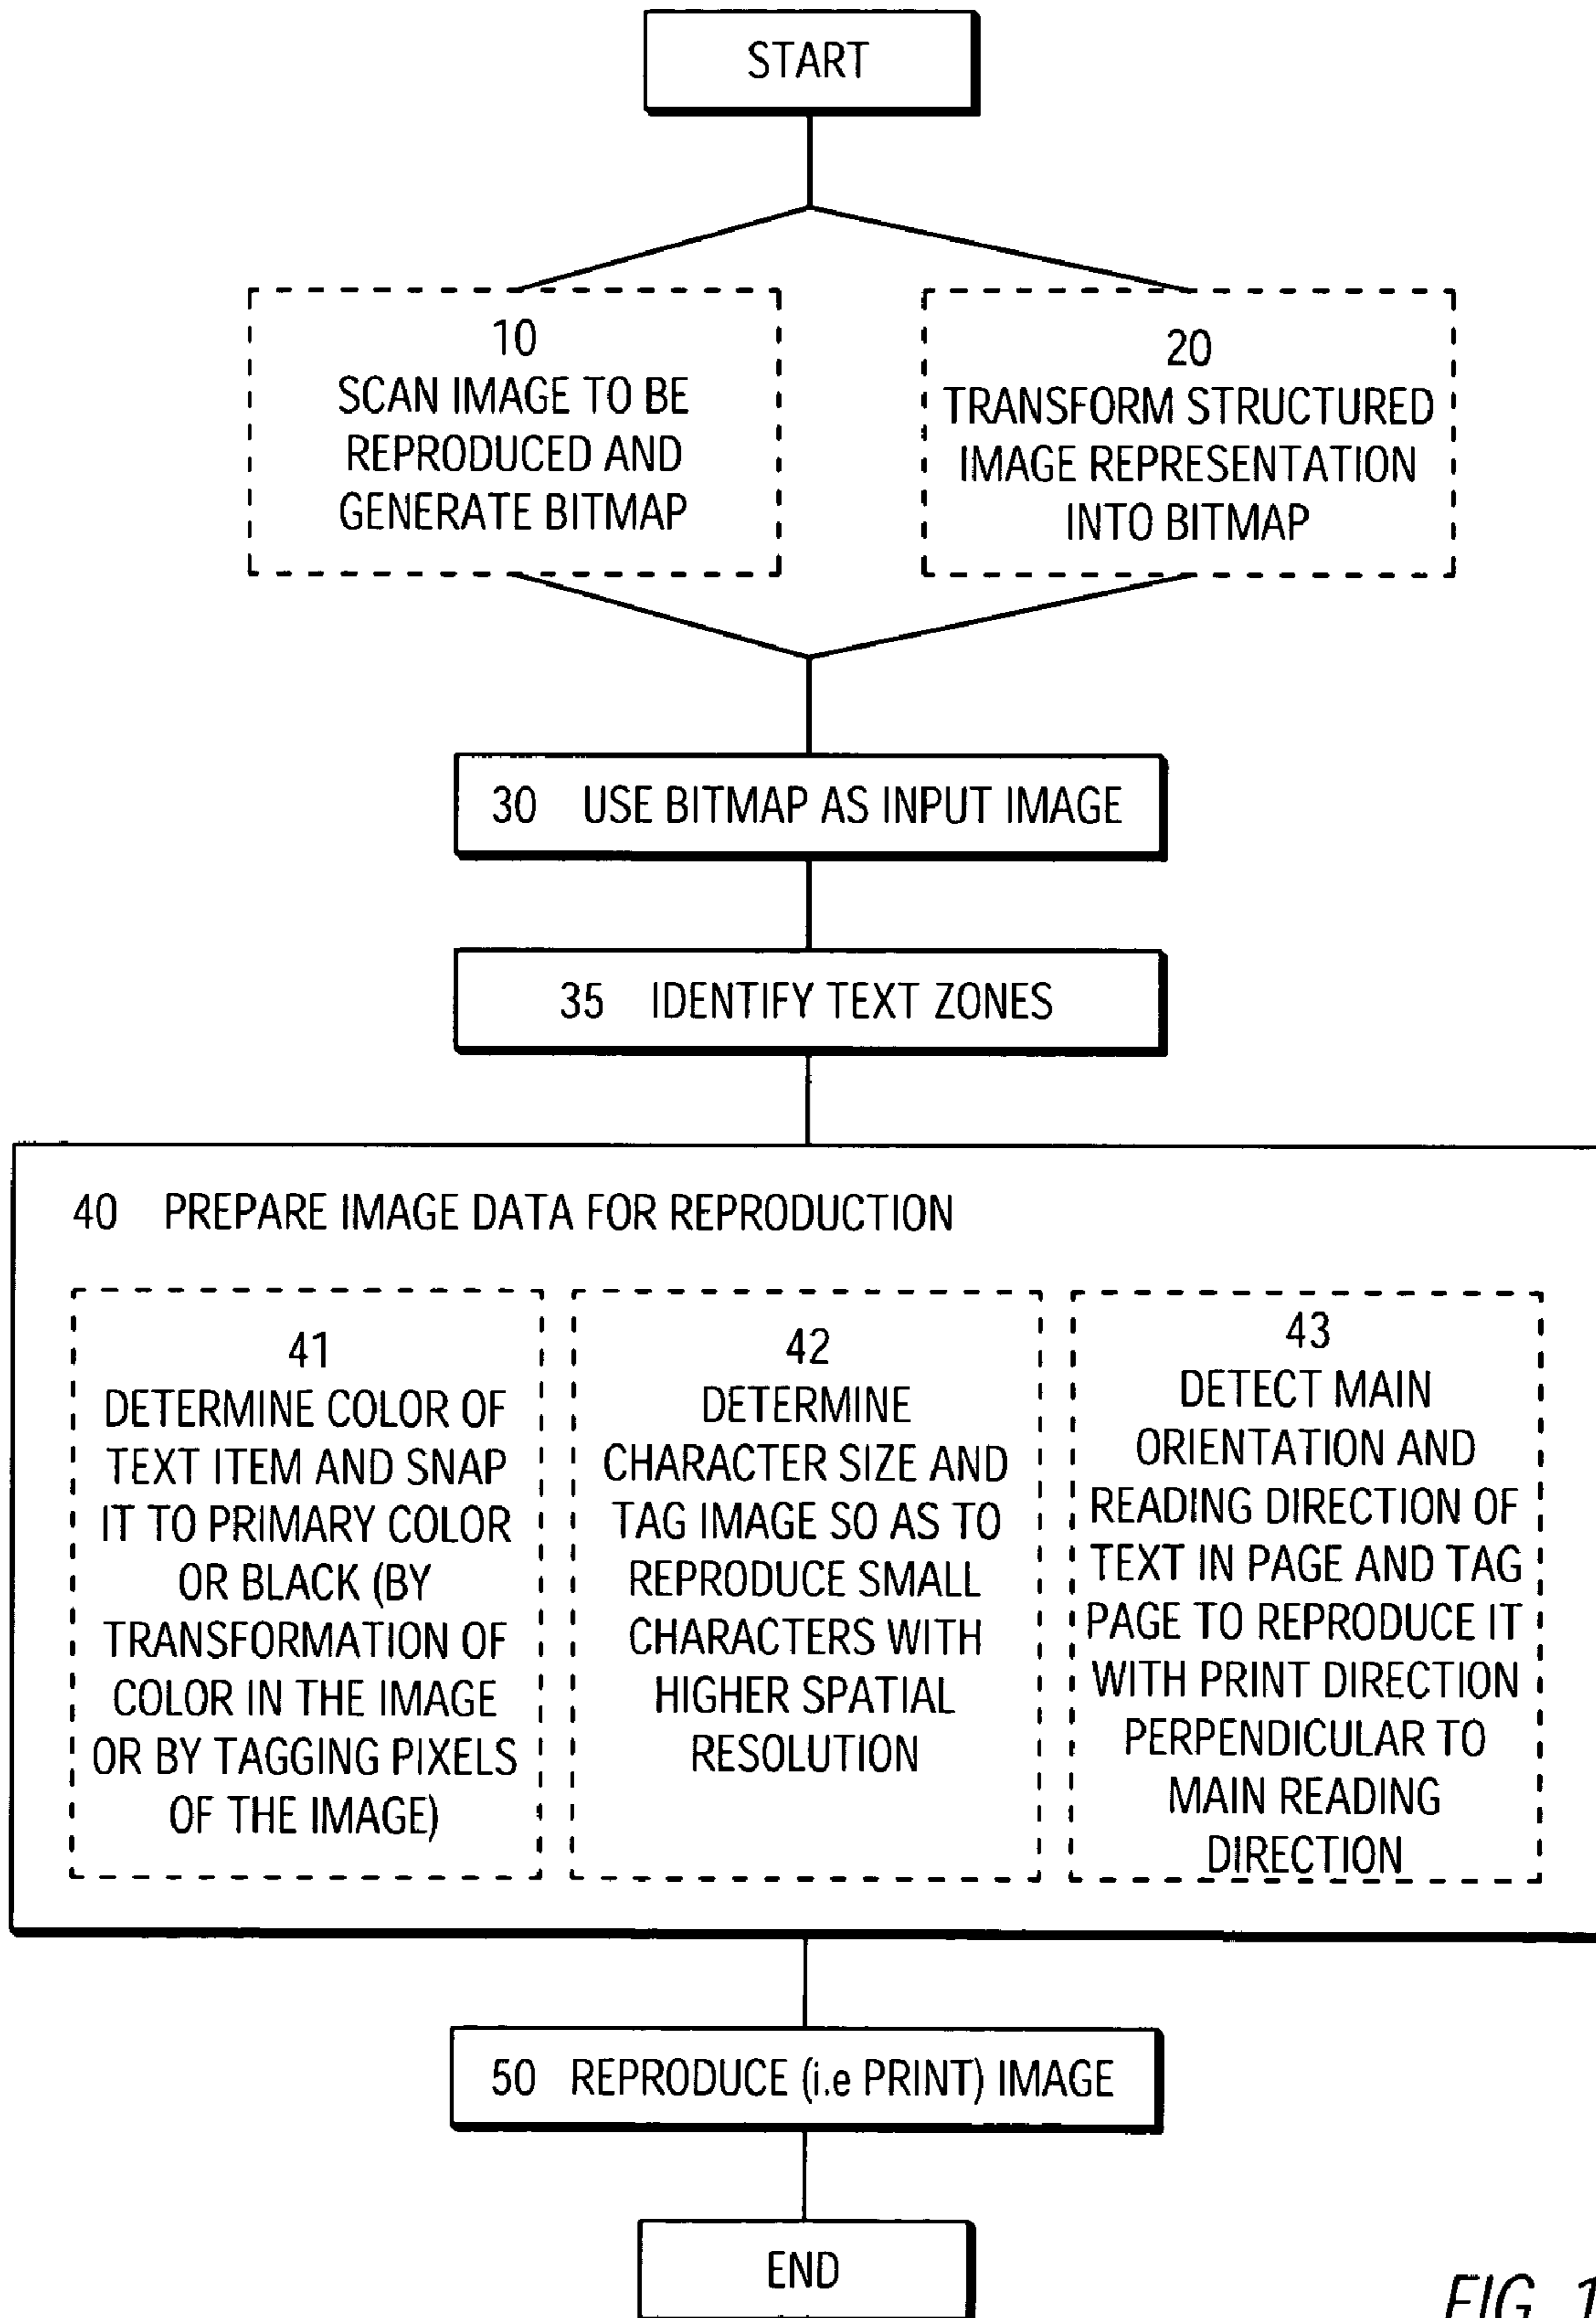 START
10
SCAN IMAGE TO BE
REPRODUCED AND
GENERATE BITMAP
20
TRANSFORM STRUCTURED
IMAGE REPRESENTATION
INTO BITMAP
30 USE BITMAP AS INPUT IMAGE
35 IDENTIFY TEXT ZONES
40 PREPARE IMAGE DATA FOR REPRODUCTION
41
DETERMINE COLOR OF
TEXT ITEM AND SNAP
IT TO PRIMARY COLOR
OR BLACK (BY
TRANSFORMATION OF
COLOR IN THE IMAGE
OR BY TAGGING PIXELS
OF THE IMAGE)
42
DETERMINE
CHARACTER SIZE AND
TAG IMAGE SO AS TO
REPRODUCE SMALL
CHARACTERS WITH
HIGHER SPATIAL
RESOLUTION
43
DETECT MAIN
ORIENTATION AND
READING DIRECTION OF
TEXT IN PAGE AND TAG
PAGE TO REPRODUCE IT
WITH PRINT DIRECTION
PERPENDICULAR TO
MAIN READING
DIRECTION
50 REPRODUCE (i.e PRINT) IMAGE
END
FIG. 1